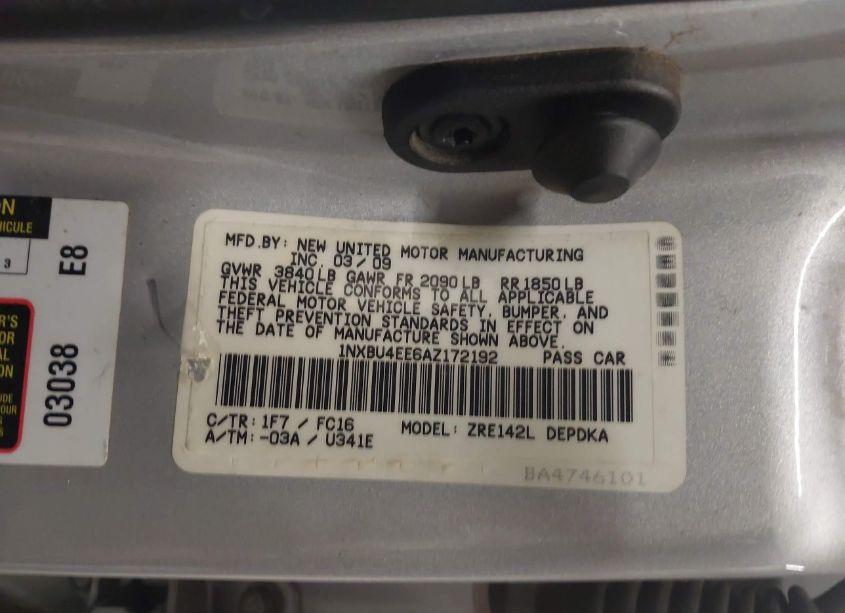 N
VEHICULE
3
E8
03038
MFD.BY: NEW UNITED MOTOR MANUFACTURING
INC. 03/09
GVWR 3840LB GAWR FR 2090LB RR1850LB
THIS VEHICLE CONFORMS TO ALL APPLICABLE
FEDERAL MOTOR VEHICLE SAFETY, BUMPER, AND
THEFT PREVENTION STANDARDS IN EFFECT ON
THE DATE OF MANUFACTURE SHOWN ABOVE.
1NXBU4EE6AZ172192 PASS CAR
C/TR: 1F7 / FC16
A/TM: -03A / U341E
MODEL: ZRE142L DEPDKA
BA4746101